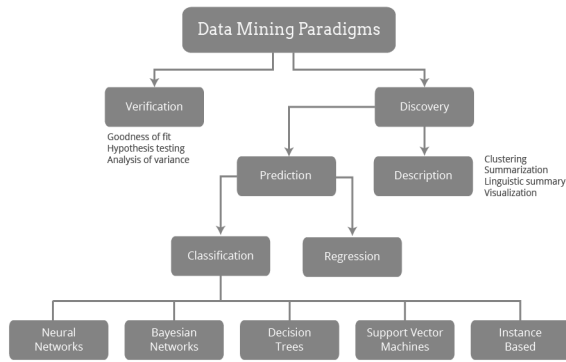 Data Mining Paradigms
Verification
Discovery
Goodness of fit
Hypothesis testing
Analysis of variance
Prediction
Description
Clustering
Summarization
Linguistic summary
Visualization
Classification
Regression
Neural
Networks
Bayesian
Networks
Decision
Trees
Support Vector
Machines
Instance
Based